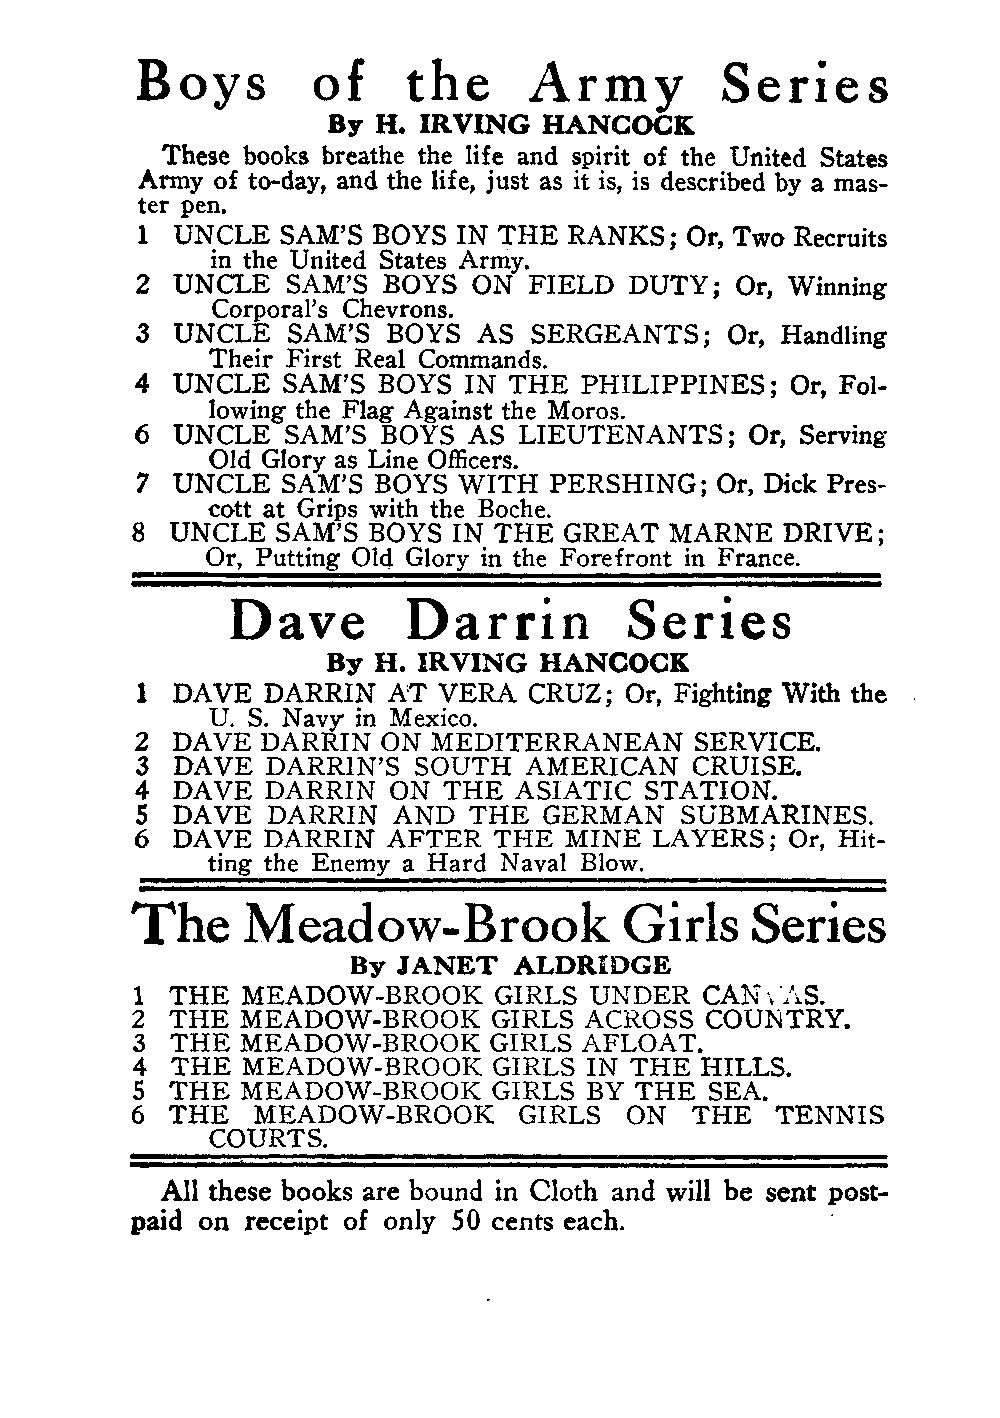 Boys of the Army Series
By H. IRVING HANCOCK
These books breathe the life and spirit of the United States
Army of to-day, and the life, just as it is, is described by a mas-
ter pen.
1 UNCLE SAM'S BOYS IN THE RANKS; Or, Two Recruits
in the United States Army.
2 UNCLE SAM'S BOYS ON FIELD DUTY; Or, Winning
Corporal's Chevrons.
3 UNCLE SAM'S BOYS AS SERGEANTS; Or, Handling
Their First Real Commands.
4 UNCLE SAM'S BOYS IN THE PHILIPPINES; Or, Fol-
lowing the Flag Against the Moros.
6 UNCLE SAM'S BOYS AS LIEUTENANTS; Or, Serving
Old Glory as Line Officers.
7 UNCLE SAM'S BOYS WITH PERSHING; Or, Dick Pres-
cott at Grips with the Boche.
8 UNCLE SAM'S BOYS IN THE GREAT MARNE DRIVE;
Or, Putting Old Glory in the Forefront in France.
Dave Darrin Series
By H. IRVING HANCOCK
1 DAVE DARRIN AT VERA CRUZ; Or, Fighting With the
U. S. Navy in Mexico.
2 DAVE DARRIN ON MEDITERRANEAN SERVICE.
3 DAVE DARRIN'S SOUTH AMERICAN CRUISE.
4 DAVE DARRIN ON THE ASIATIC STATION.
5 DAVE DARRIN AND THE GERMAN SUBMARINES.
6 DAVE DARRIN AFTER THE MINE LAYERS; Or, Hit-
ting the Enemy a Hard Naval Blow.
The Meadow-Brook Girls Series
By JANET ALDRIDGE
1 THE MEADOW-BROOK GIRLS UNDER CANVAS.
2 THE MEADOW-BROOK GIRLS ACROSS COUNTRY.
3 THE MEADOW-BROOK GIRLS AFLOAT.
4 THE MEADOW-BROOK GIRLS IN THE HILLS.
5 THE MEADOW-BROOK GIRLS BY THE SEA.
6 THE MEADOW-BROOK GIRLS ON THE TENNIS
COURTS.
All these books are bound in Cloth and will be sent post-
paid on receipt of only 50 cents each.